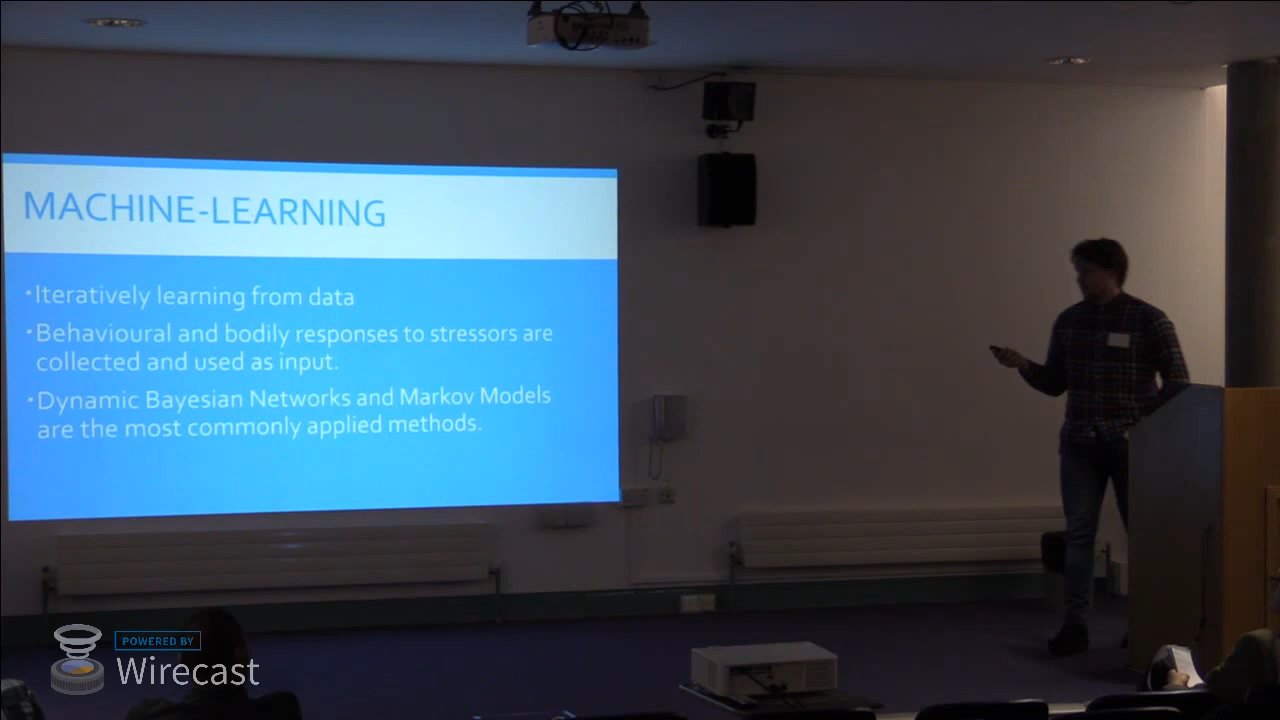 MACHINE-LEARNING
▪Iteratively learning from data
▪Behavioural and bodily responses to stressors are
collected and used as input.
▪Dynamic Bayesian Networks and Markov Models
are the most commonly applied methods.
POWERED BY
Wirecast